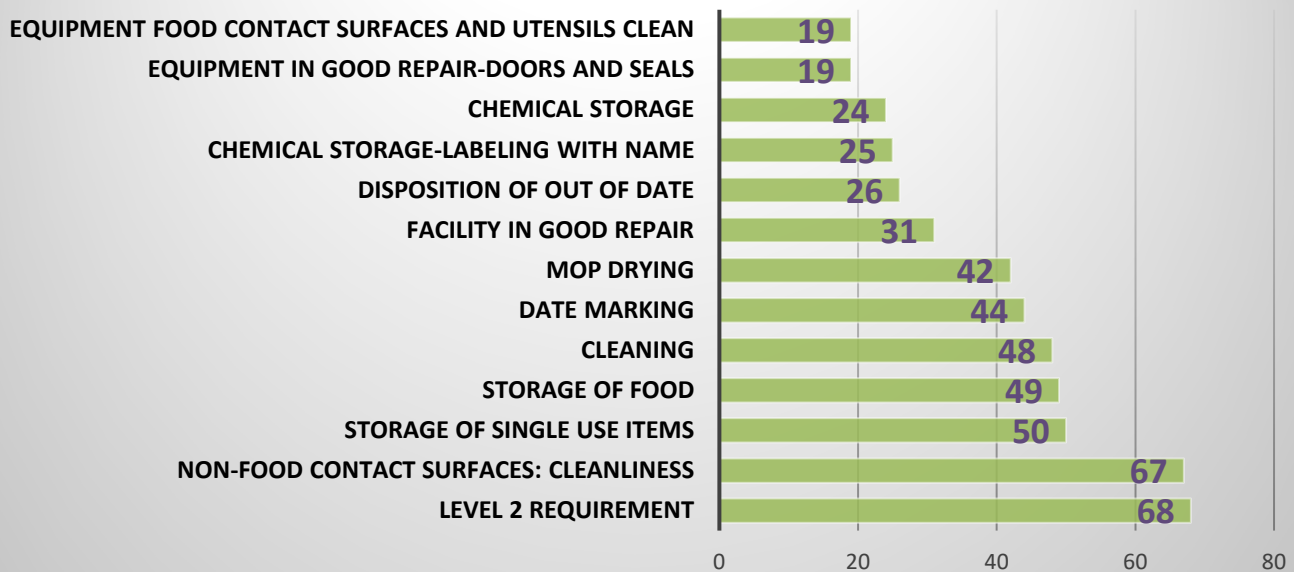 EQUIPMENT FOOD CONTACT SURFACES AND UTENSILS CLEAN 19
EQUIPMENT IN GOOD REPAIR-DOORS AND SEALS 19
CHEMICAL STORAGE 24
CHEMICAL STORAGE-LABELING WITH NAME 25
DISPOSITION OF OUT OF DATE 26
FACILITY IN GOOD REPAIR 31
MOP DRYING 42
DATE MARKING 44
CLEANING 48
STORAGE OF FOOD 49
STORAGE OF SINGLE USE ITEMS 50
NON-FOOD CONTACT SURFACES: CLEANLINESS 67
LEVEL 2 REQUIREMENT 68
0 20 40 60 80